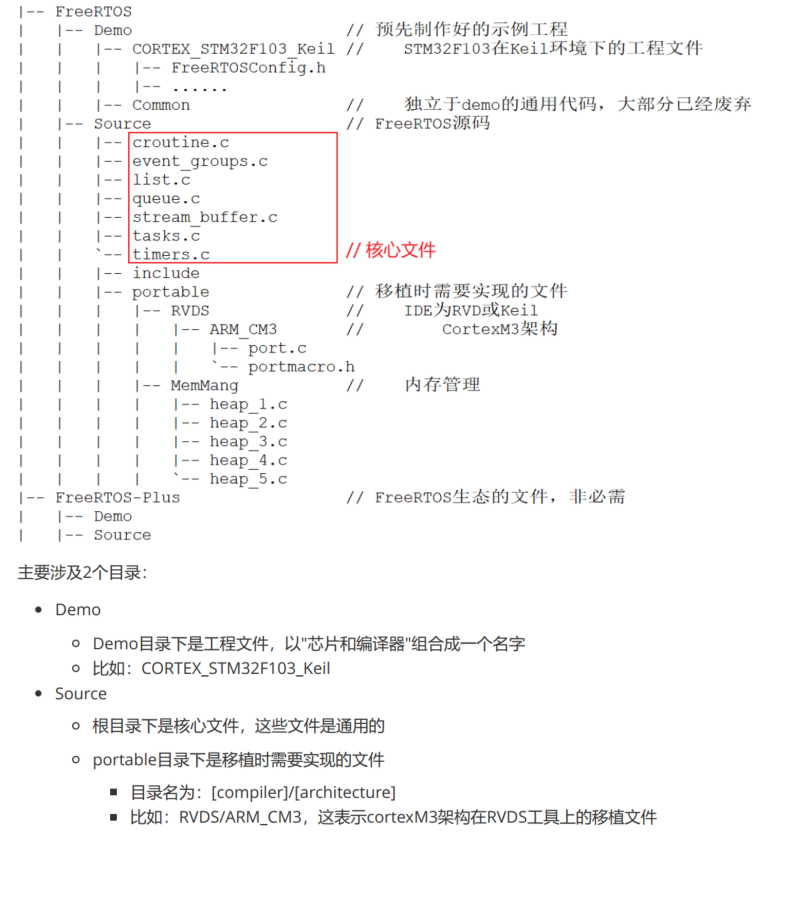 |-- FreeRTOS
|   |-- Demo                      // 预先制作好的示例工程
|   |   |-- CORTEX_STM32F103_Keil //    STM32F103在Keil环境下的工程文件
|   |   |   |-- FreeRTOSConfig.h
|   |   |   |-- ......
|   |   |-- Common                //    独立于demo的通用代码，大部分已经废弃
|   |-- Source                    // FreeRTOS源码
|   |   |-- croutine.c
|   |   |-- event_groups.c
|   |   |-- list.c
|   |   |-- queue.c
|   |   |-- stream_buffer.c
|   |   |-- tasks.c
|   |   `-- timers.c              // 核心文件
|   |   |-- include
|   |   |-- portable              // 移植时需要实现的文件
|   |   |   |-- RVDS              //    IDE为RVD或Keil
|   |   |   |   |-- ARM_CM3       //        CortexM3架构
|   |   |   |   |   |-- port.c
|   |   |   |   |   `-- portmacro.h
|   |   |   |-- MemMang           //    内存管理
|   |   |   |   |-- heap_1.c
|   |   |   |   |-- heap_2.c
|   |   |   |   |-- heap_3.c
|   |   |   |   |-- heap_4.c
|   |   |   |   `-- heap_5.c
|-- FreeRTOS-Plus                 // FreeRTOS生态的文件，非必需
|   |-- Demo
|   |-- Source
主要涉及2个目录：
• Demo
◦ Demo目录下是工程文件，以"芯片和编译器"组合成一个名字
◦ 比如：CORTEX_STM32F103_Keil
• Source
◦ 根目录下是核心文件，这些文件是通用的
◦ portable目录下是移植时需要实现的文件
▪ 目录名为：[compiler]/[architecture]
▪ 比如：RVDS/ARM_CM3，这表示cortexM3架构在RVDS工具上的移植文件